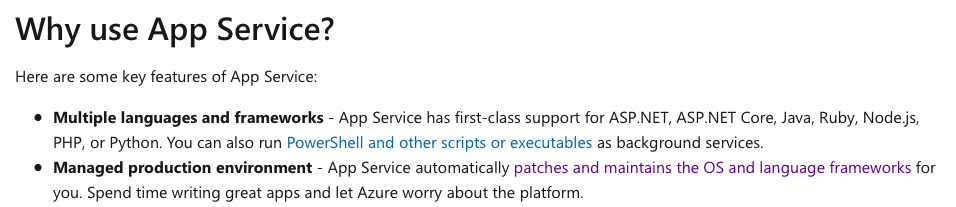 Why use App Service?
Here are some key features of App Service:
• Multiple languages and frameworks - App Service has first-class support for ASP.NET, ASP.NET Core, Java, Ruby, Node.js,
PHP, or Python. You can also run PowerShell and other scripts or executables as background services.
• Managed production environment - App Service automatically patches and maintains the OS and language frameworks for
you. Spend time writing great apps and let Azure worry about the platform.